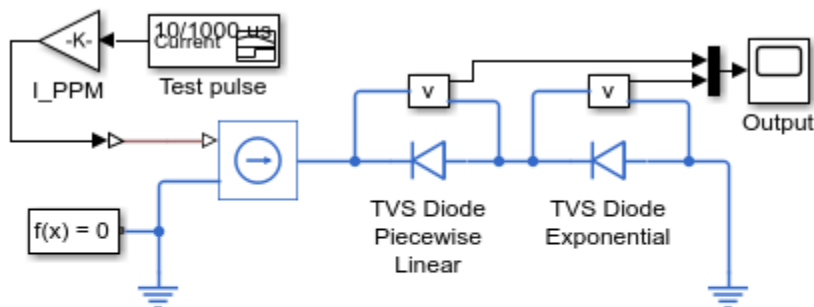 10/1000 us
Current
-K-
I_PPM
Test pulse
v
v
Output
TVS Diode
Piecewise
Linear
TVS Diode
Exponential
f(x) = 0